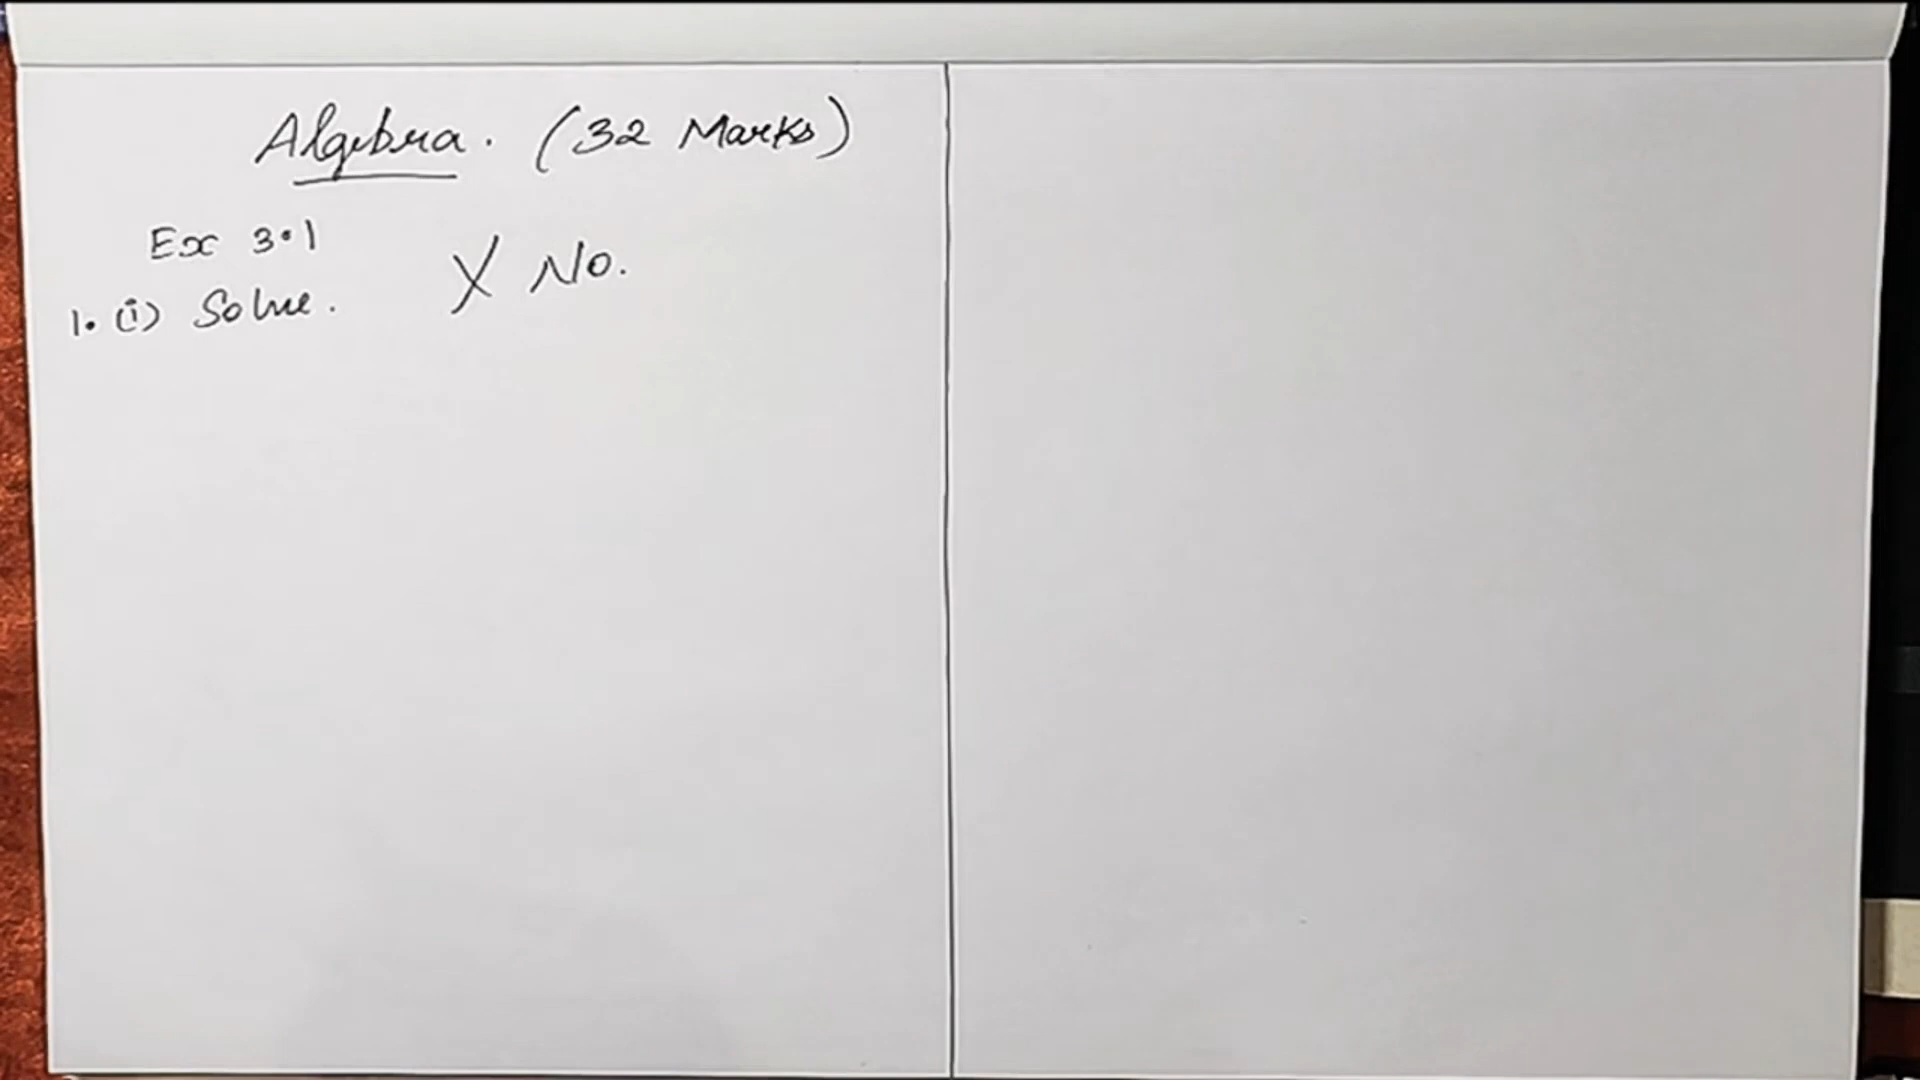 Algebra. (32 Marks)
Ex 3.1
X No.
1. (i) Solve.